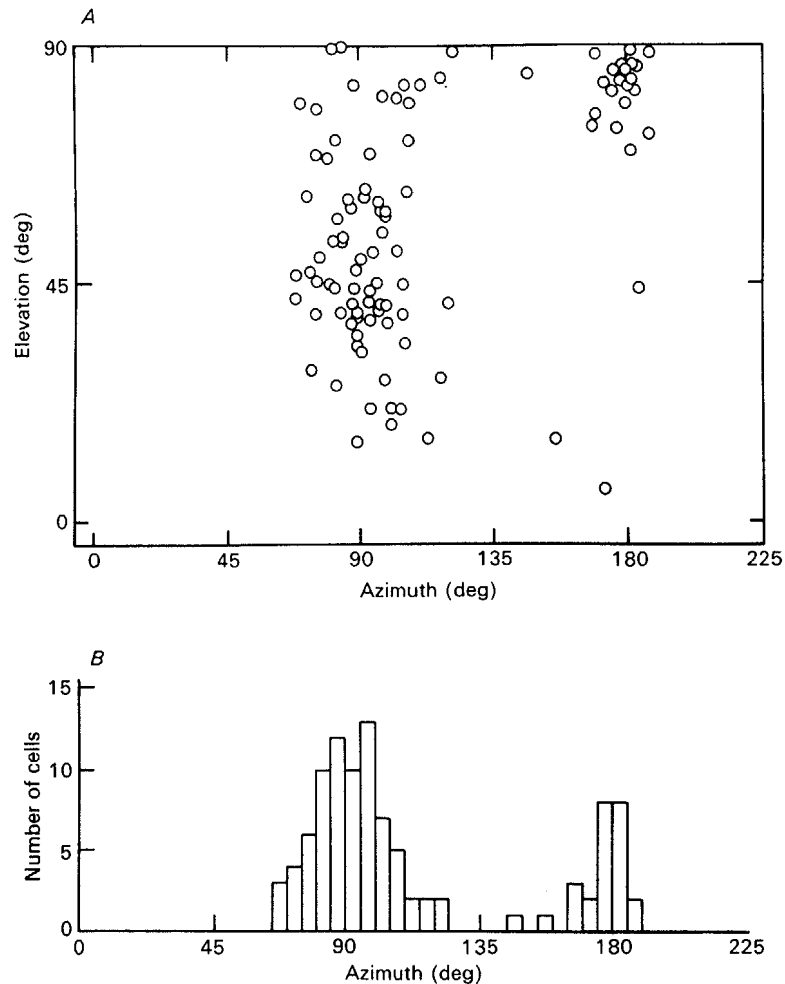 A
90
45
0
Elevation (deg)
0 45 90 135 180 225
Azimuth (deg)
B
15
10
5
0
Number of cells
0 45 90 135 180 225
Azimuth (deg)